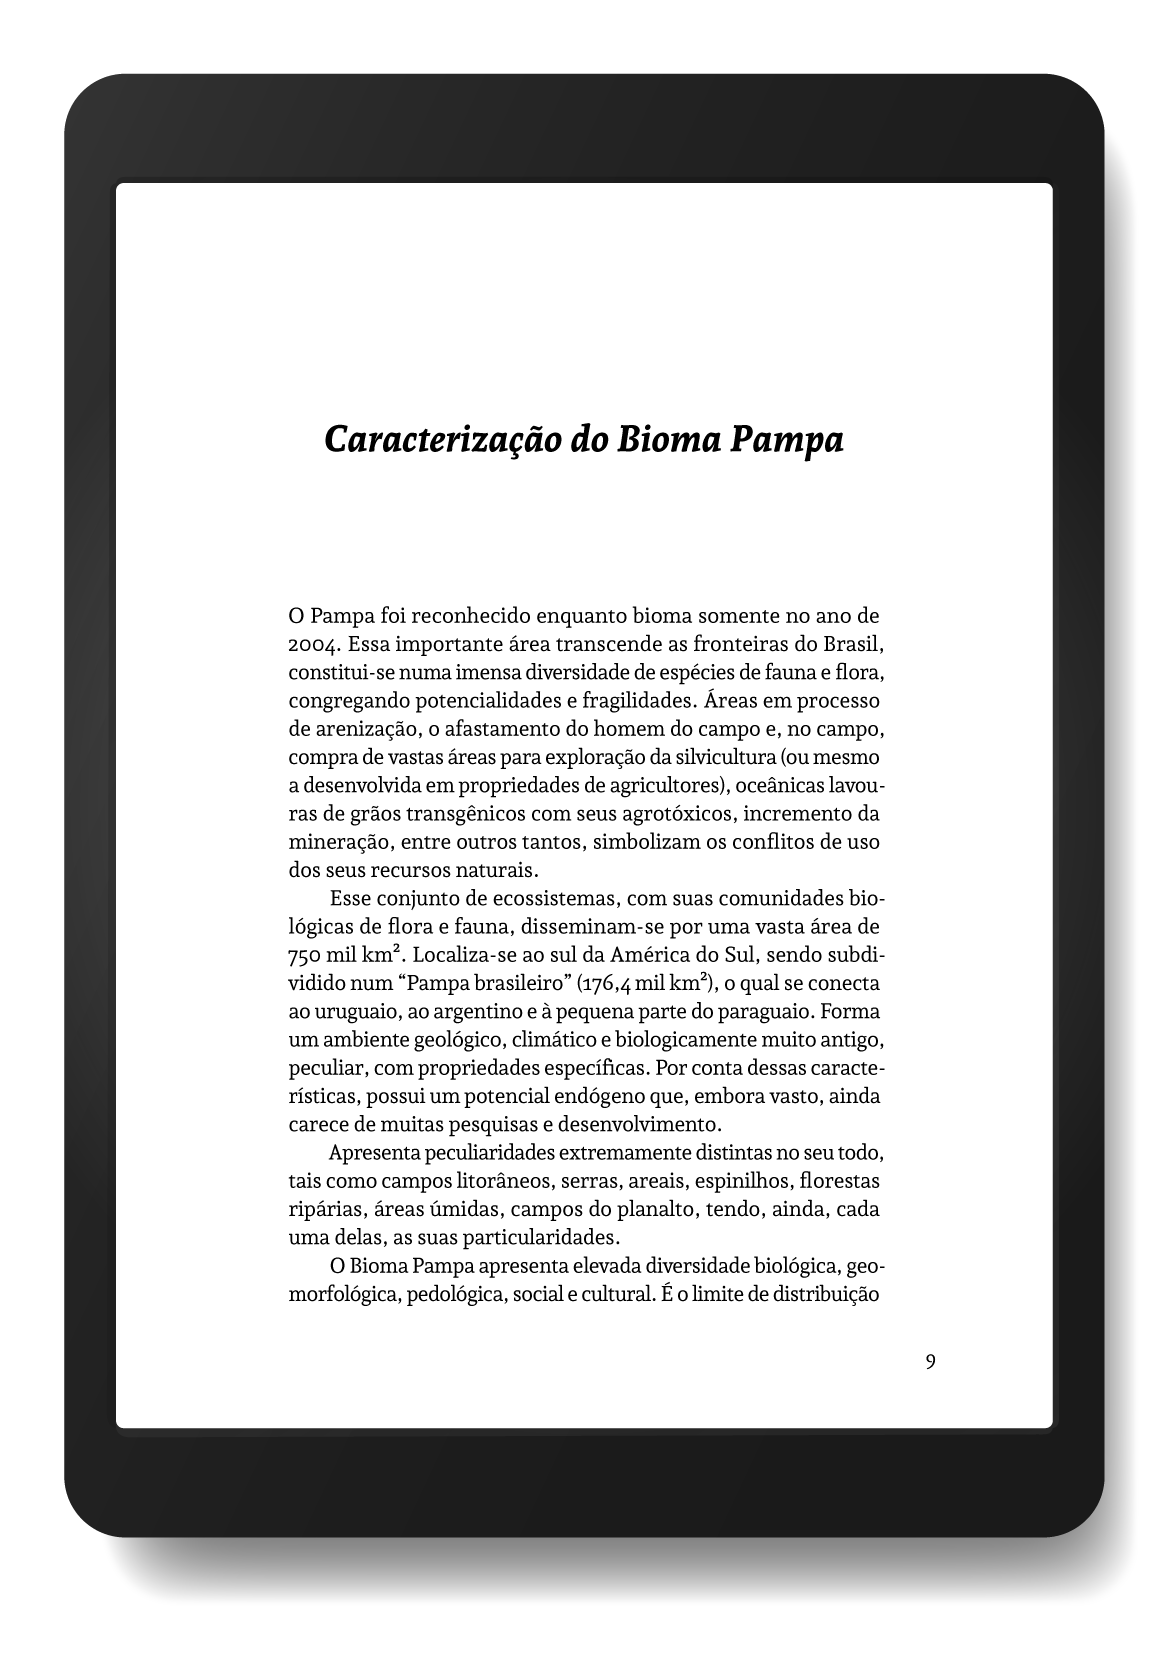 Caracterização do Bioma Pampa
O Pampa foi reconhecido enquanto bioma somente no ano de
2004. Essa importante área transcende as fronteiras do Brasil,
constitui-se numa imensa diversidade de espécies de fauna e flora,
congregando potencialidades e fragilidades. Áreas em processo
de arenização, o afastamento do homem do campo e, no campo,
compra de vastas áreas para exploração da silvicultura (ou mesmo
a desenvolvida em propriedades de agricultores), oceânicas lavou-
ras de grãos transgênicos com seus agrotóxicos, incremento da
mineração, entre outros tantos, simbolizam os conflitos de uso
dos seus recursos naturais.
Esse conjunto de ecossistemas, com suas comunidades bio-
lógicas de flora e fauna, disseminam-se por uma vasta área de
750 mil km². Localiza-se ao sul da América do Sul, sendo subdi-
vidido num “Pampa brasileiro” (176,4 mil km²), o qual se conecta
ao uruguaio, ao argentino e à pequena parte do paraguaio. Forma
um ambiente geológico, climático e biologicamente muito antigo,
peculiar, com propriedades específicas. Por conta dessas caracte-
rísticas, possui um potencial endógeno que, embora vasto, ainda
carece de muitas pesquisas e desenvolvimento.
Apresenta peculiaridades extremamente distintas no seu todo,
tais como campos litorâneos, serras, areais, espinilhos, florestas
ripárias, áreas úmidas, campos do planalto, tendo, ainda, cada
uma delas, as suas particularidades.
O Bioma Pampa apresenta elevada diversidade biológica, geo-
morfológica, pedológica, social e cultural. É o limite de distribuição
9